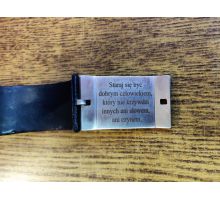 Staraj się być
dobrym człowiekiem,
który nie krzywdzi
innych ani słowem,
ani czynem.